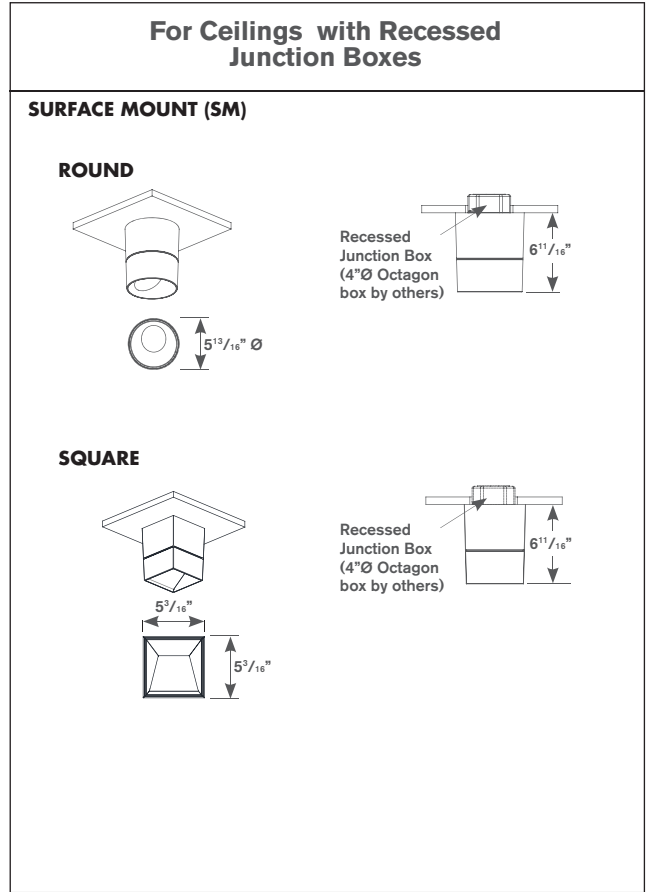 For Ceilings with Recessed
Junction Boxes
SURFACE MOUNT (SM)
ROUND
Recessed
Junction Box
(4”Ø Octagon
box by others)
6¹¹/₁₆”
5¹³/₁₆” Ø
SQUARE
Recessed
Junction Box
(4”Ø Octagon
box by others)
6¹¹/₁₆”
5³/₁₆”
5³/₁₆”